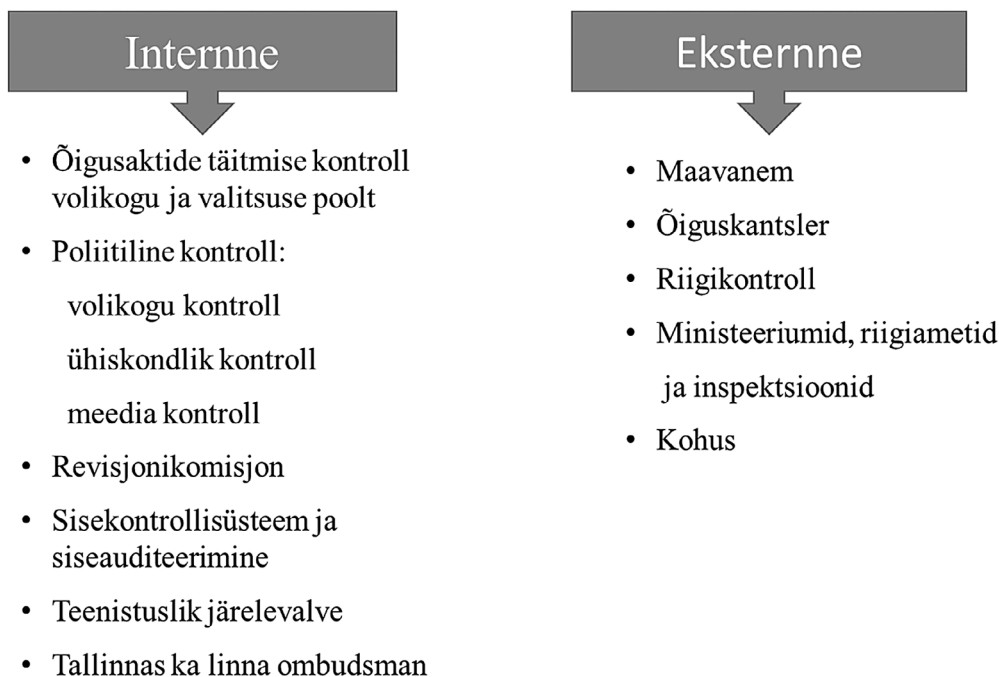 Internne
• Õigusaktide täitmise kontroll
volikogu ja valitsuse poolt
• Poliitiline kontroll:
volikogu kontroll
ühiskondlik kontroll
meedia kontroll
• Revisjonikomisjon
• Sisekontrollisüsteem ja
siseauditeerimine
• Teenistuslik järelevalve
• Tallinnas ka linna ombudsman
Eksternne
• Maavanem
• Õiguskantsler
• Riigikontroll
• Ministeeriumid, riigiametid
ja inspektsioonid
• Kohus